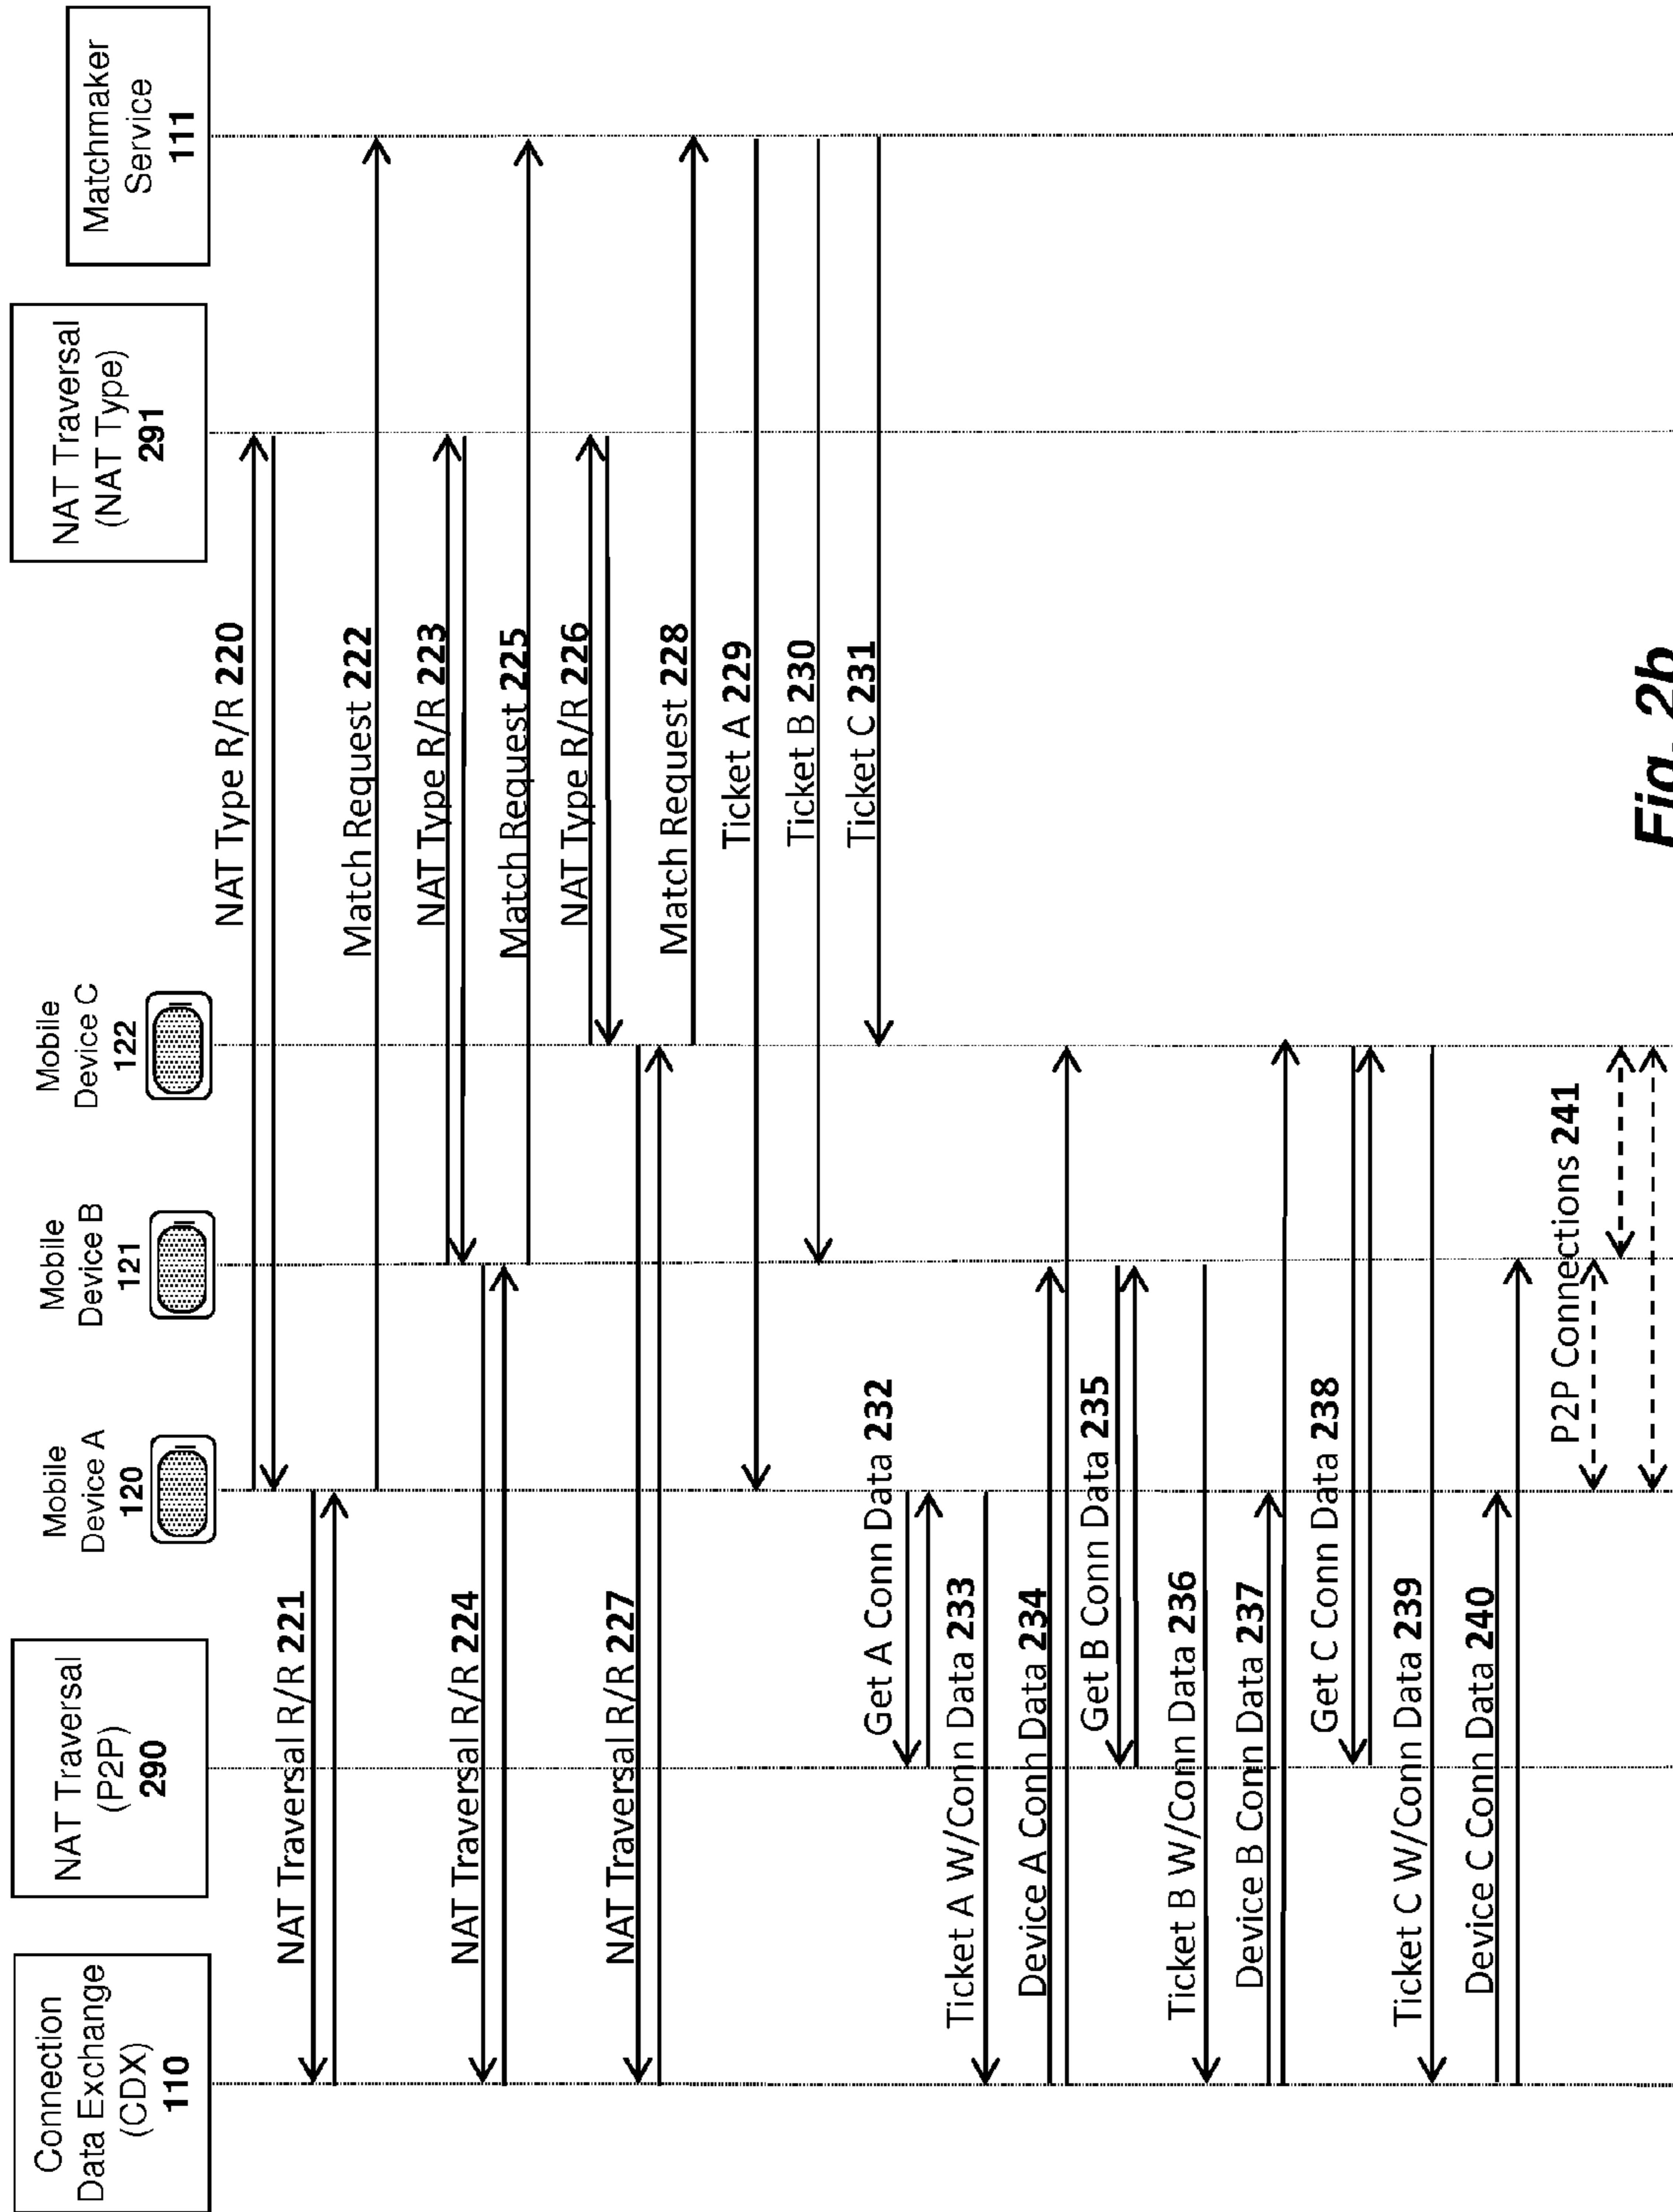 Connection
Data Exchange
(CDX)
110
NAT Traversal
(P2P)
290
Mobile
Device A
120
Mobile
Device B
121
Mobile
Device C
122
NAT Traversal
(NAT Type)
291
Matchmaker
Service
111
NAT Type R/R 220
NAT Traversal R/R 221
Match Request 222
NAT Type R/R 223
NAT Traversal R/R 224
Match Request 225
NAT Type R/R 226
NAT Traversal R/R 227
Match Request 228
Ticket A 229
Ticket B 230
Ticket C 231
Get A Conn Data 232
Ticket A W/Conn Data 233
Device A Conn Data 234
Get B Conn Data 235
Ticket B W/Conn Data 236
Device B Conn Data 237
Get C Conn Data 238
Ticket C W/Conn Data 239
Device C Conn Data 240
P2P Connections 241
Fig. 2b